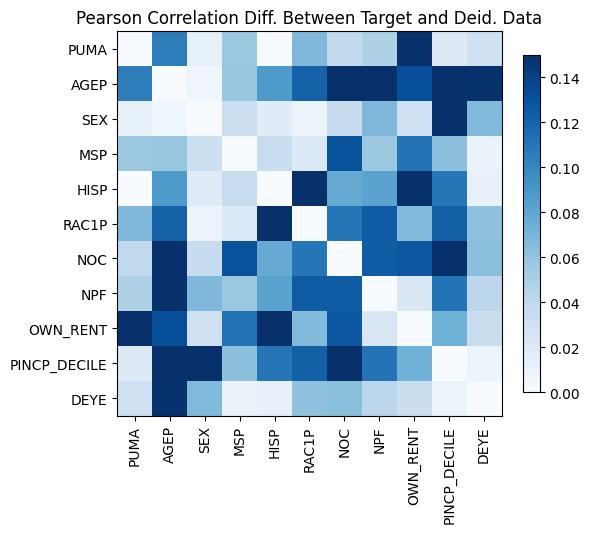 Pearson Correlation Diff. Between Target and Deid. Data
PUMA
AGEP
SEX
MSP
HISP
RAC1P
NOC
NPF
OWN_RENT
PINCP_DECILE
DEYE
PUMA
AGEP
SEX
MSP
HISP
RAC1P
NOC
NPF
OWN_RENT
PINCP_DECILE
DEYE
0.14
0.12
0.10
0.08
0.06
0.04
0.02
0.00